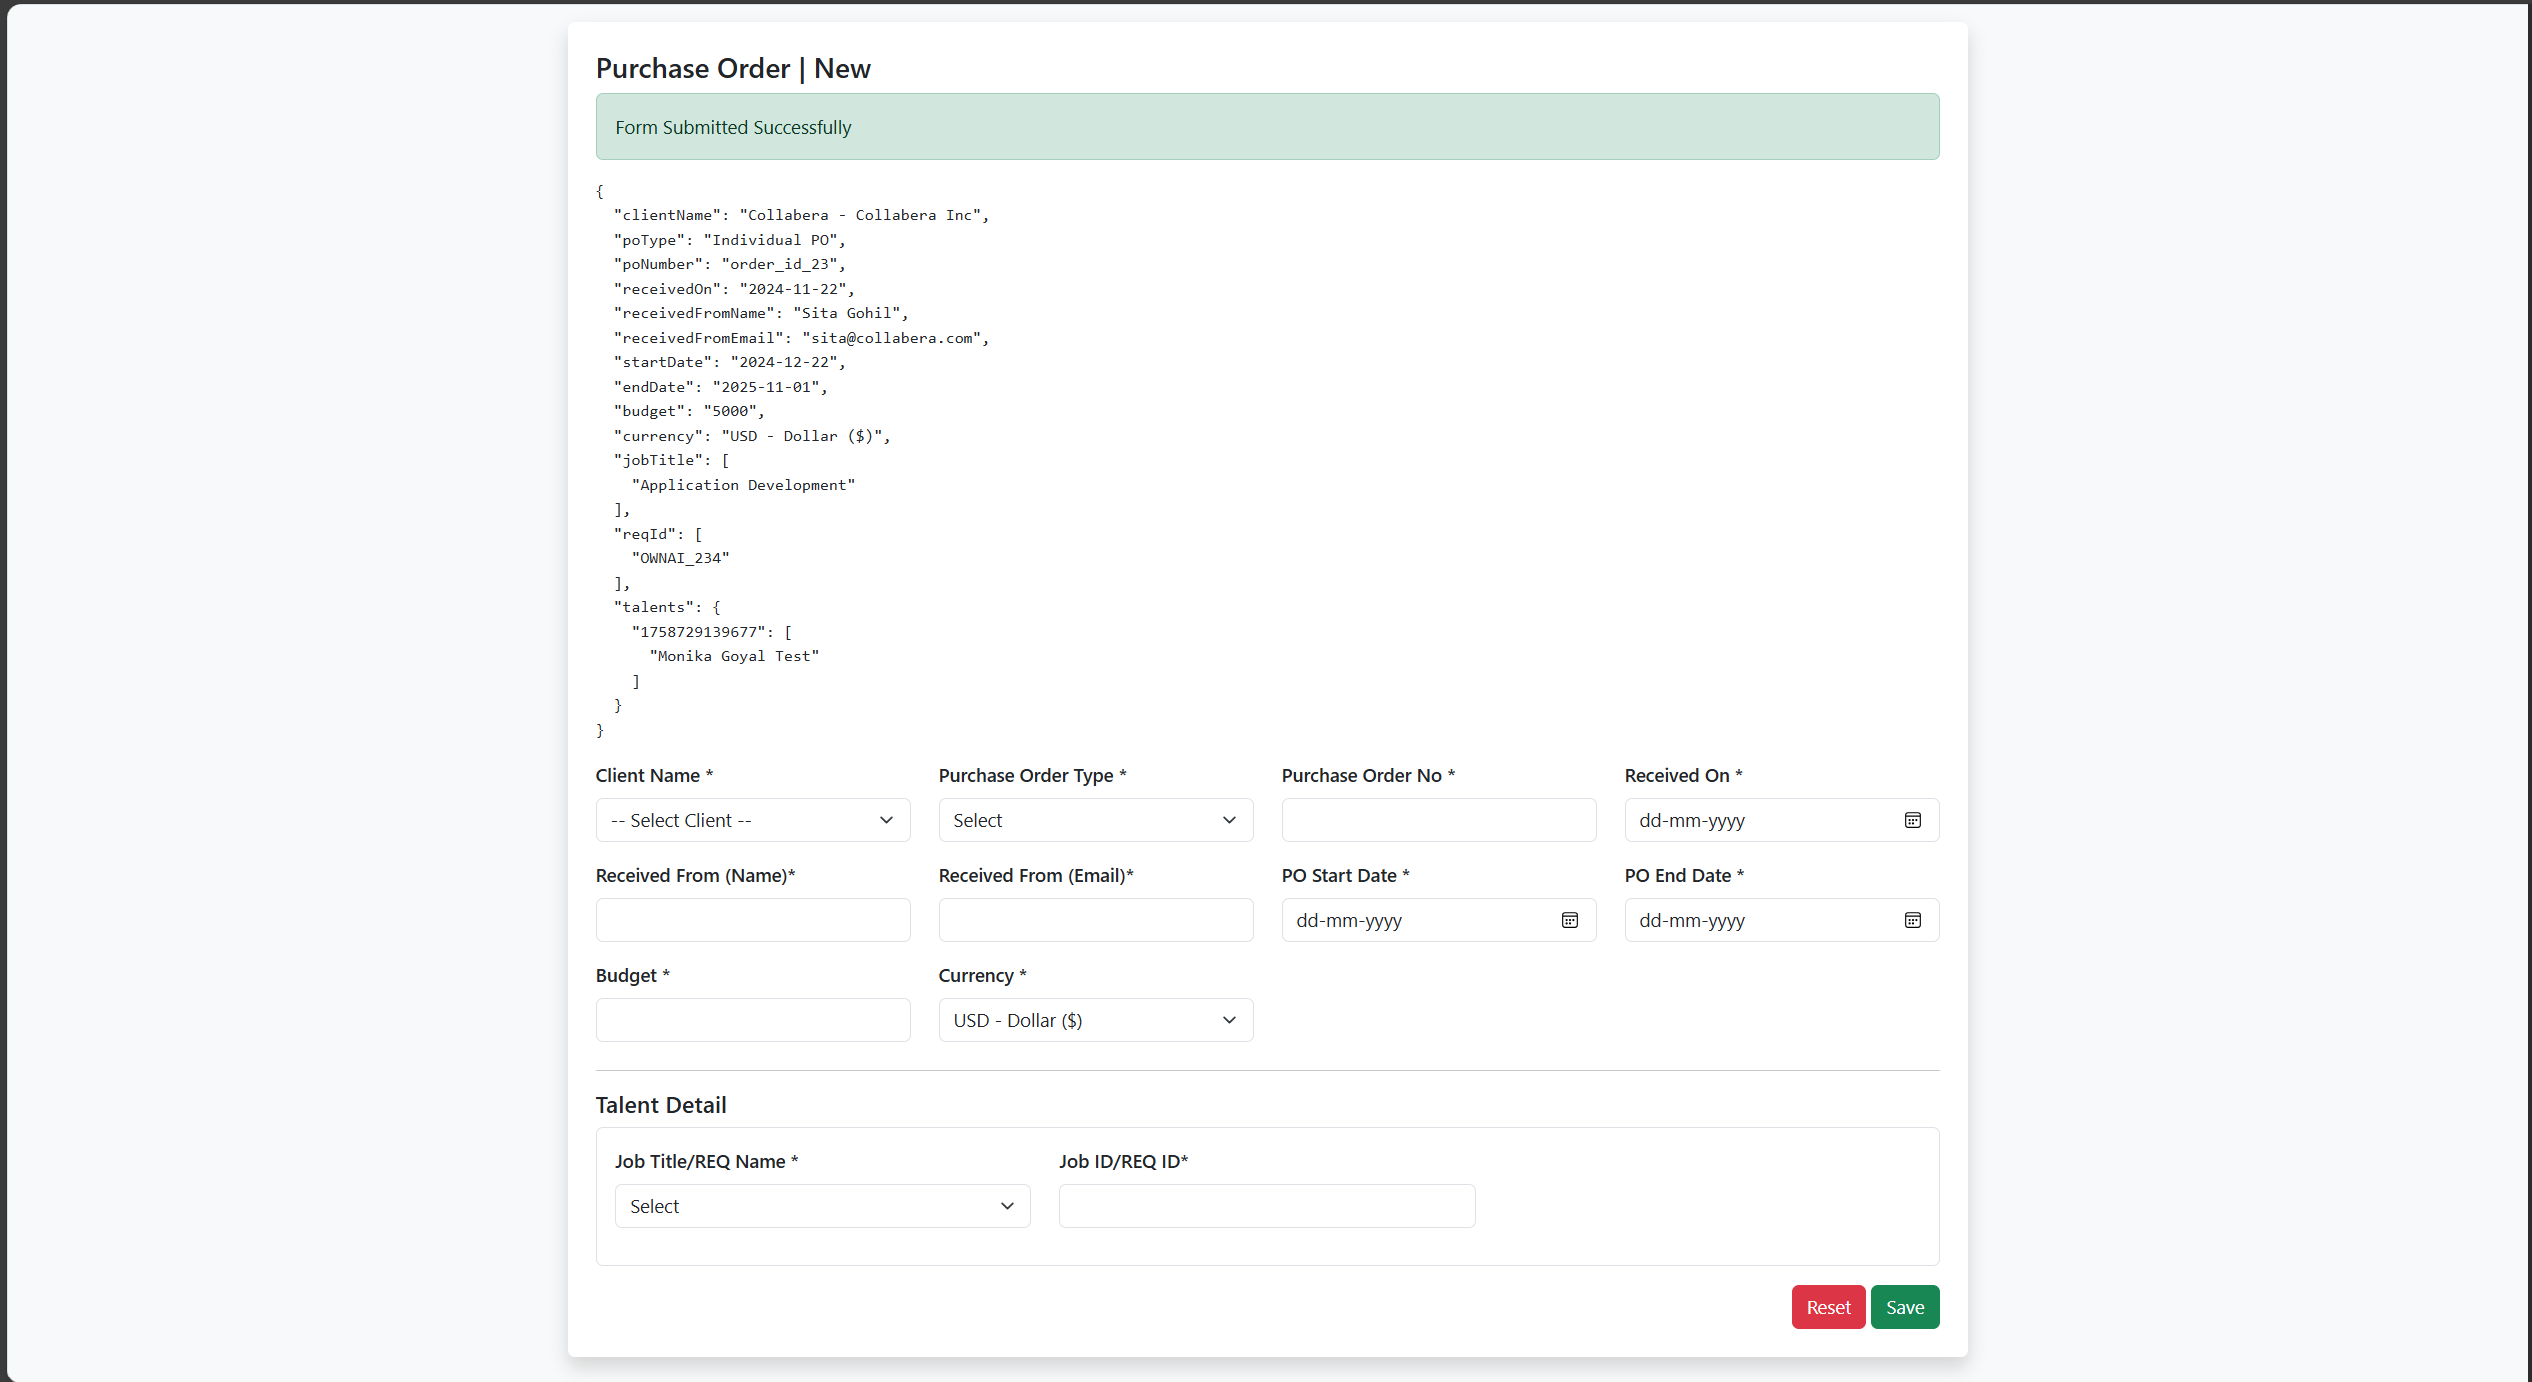 Purchase Order | New
Form Submitted Successfully
{
  "clientName": "Collabera - Collabera Inc",
  "poType": "Individual PO",
  "poNumber": "order_id_23",
  "receivedOn": "2024-11-22",
  "receivedFromName": "Sita Gohil",
  "receivedFromEmail": "sita@collabera.com",
  "startDate": "2024-12-22",
  "endDate": "2025-11-01",
  "budget": "5000",
  "currency": "USD - Dollar ($)",
  "jobTitle": [
    "Application Development"
  ],
  "reqId": [
    "OWNAI_234"
  ],
  "talents": {
    "1758729139677": [
      "Monika Goyal Test"
    ]
  }
}
Client Name * Purchase Order Type * Purchase Order No * Received On *
-- Select Client -- Select dd-mm-yyyy
Received From (Name)* Received From (Email)* PO Start Date * PO End Date *
dd-mm-yyyy dd-mm-yyyy
Budget * Currency *
USD - Dollar ($)
Talent Detail
Job Title/REQ Name * Job ID/REQ ID*
Select
Reset Save